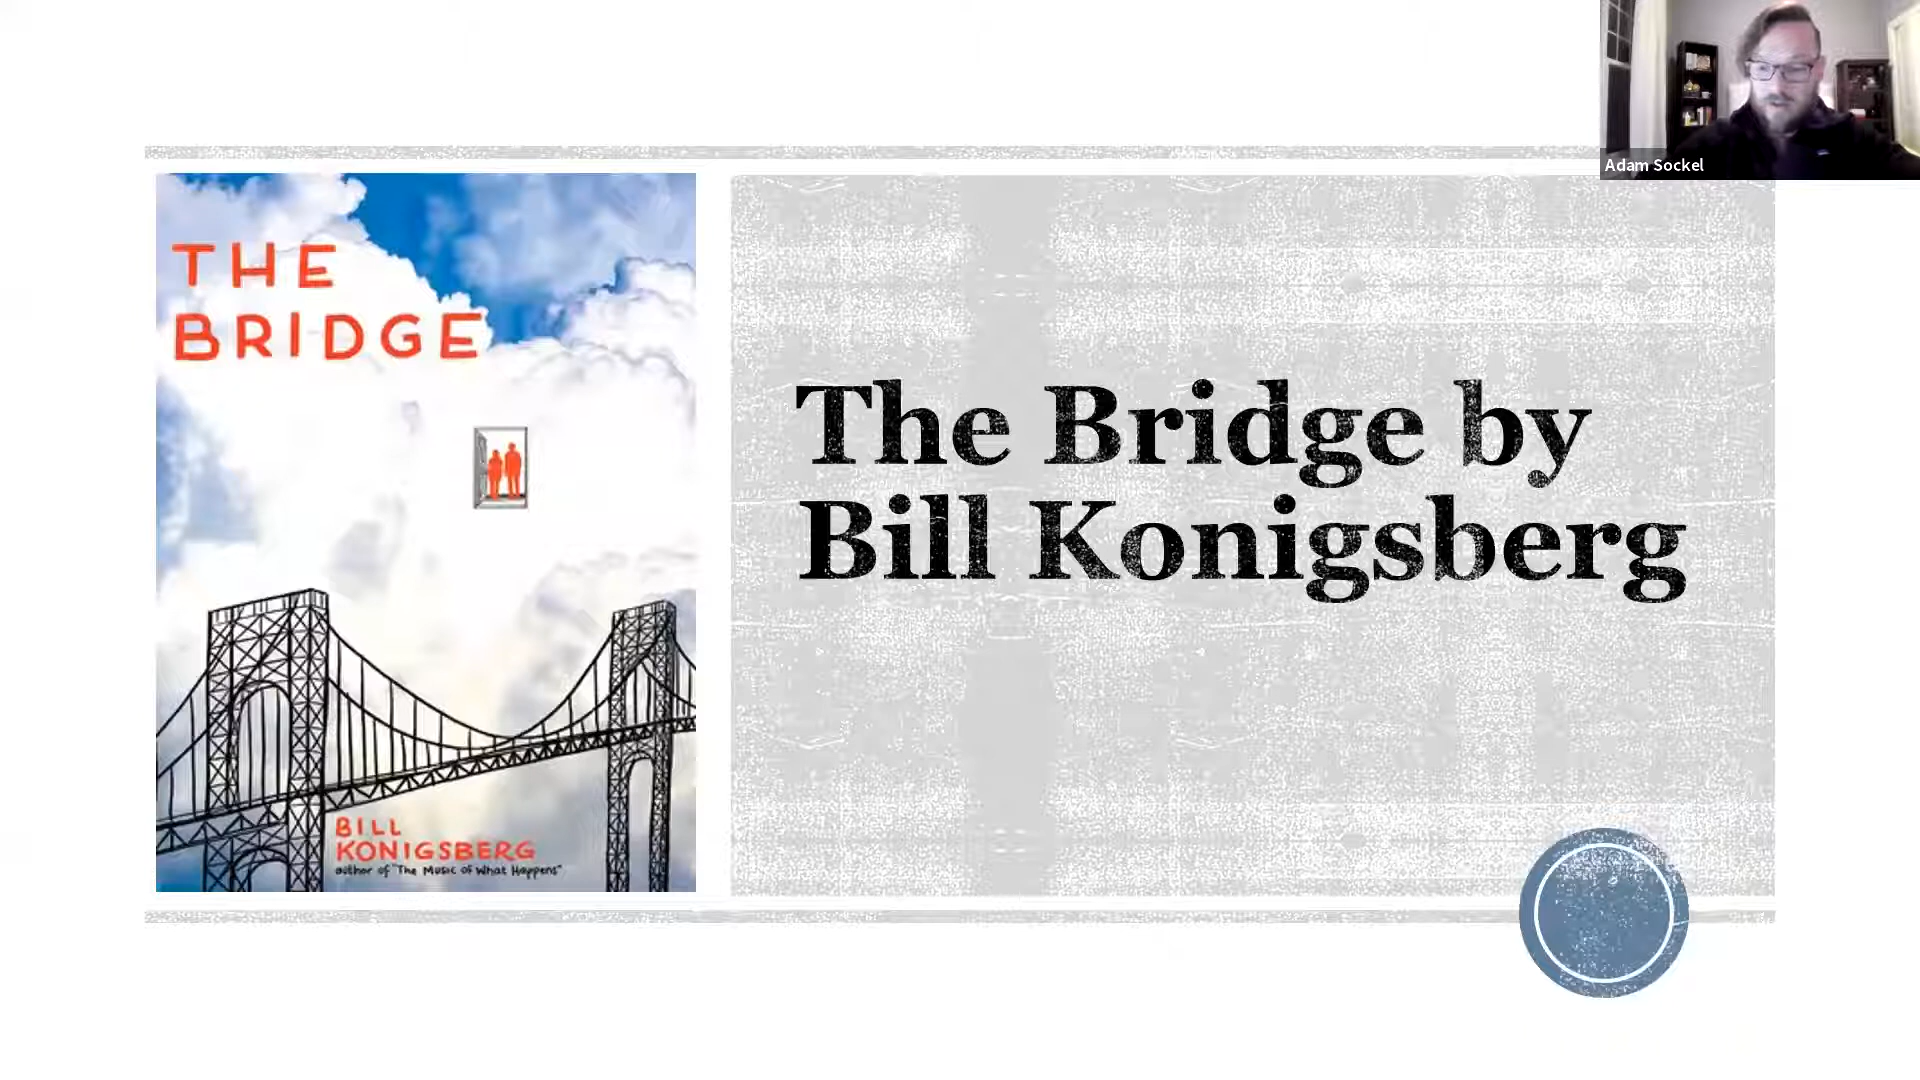 Adam Sockel
THE
BRIDGE
BILL
KONIGSBERG
author of "The Music of What Happens"
The Bridge by
Bill Konigsberg